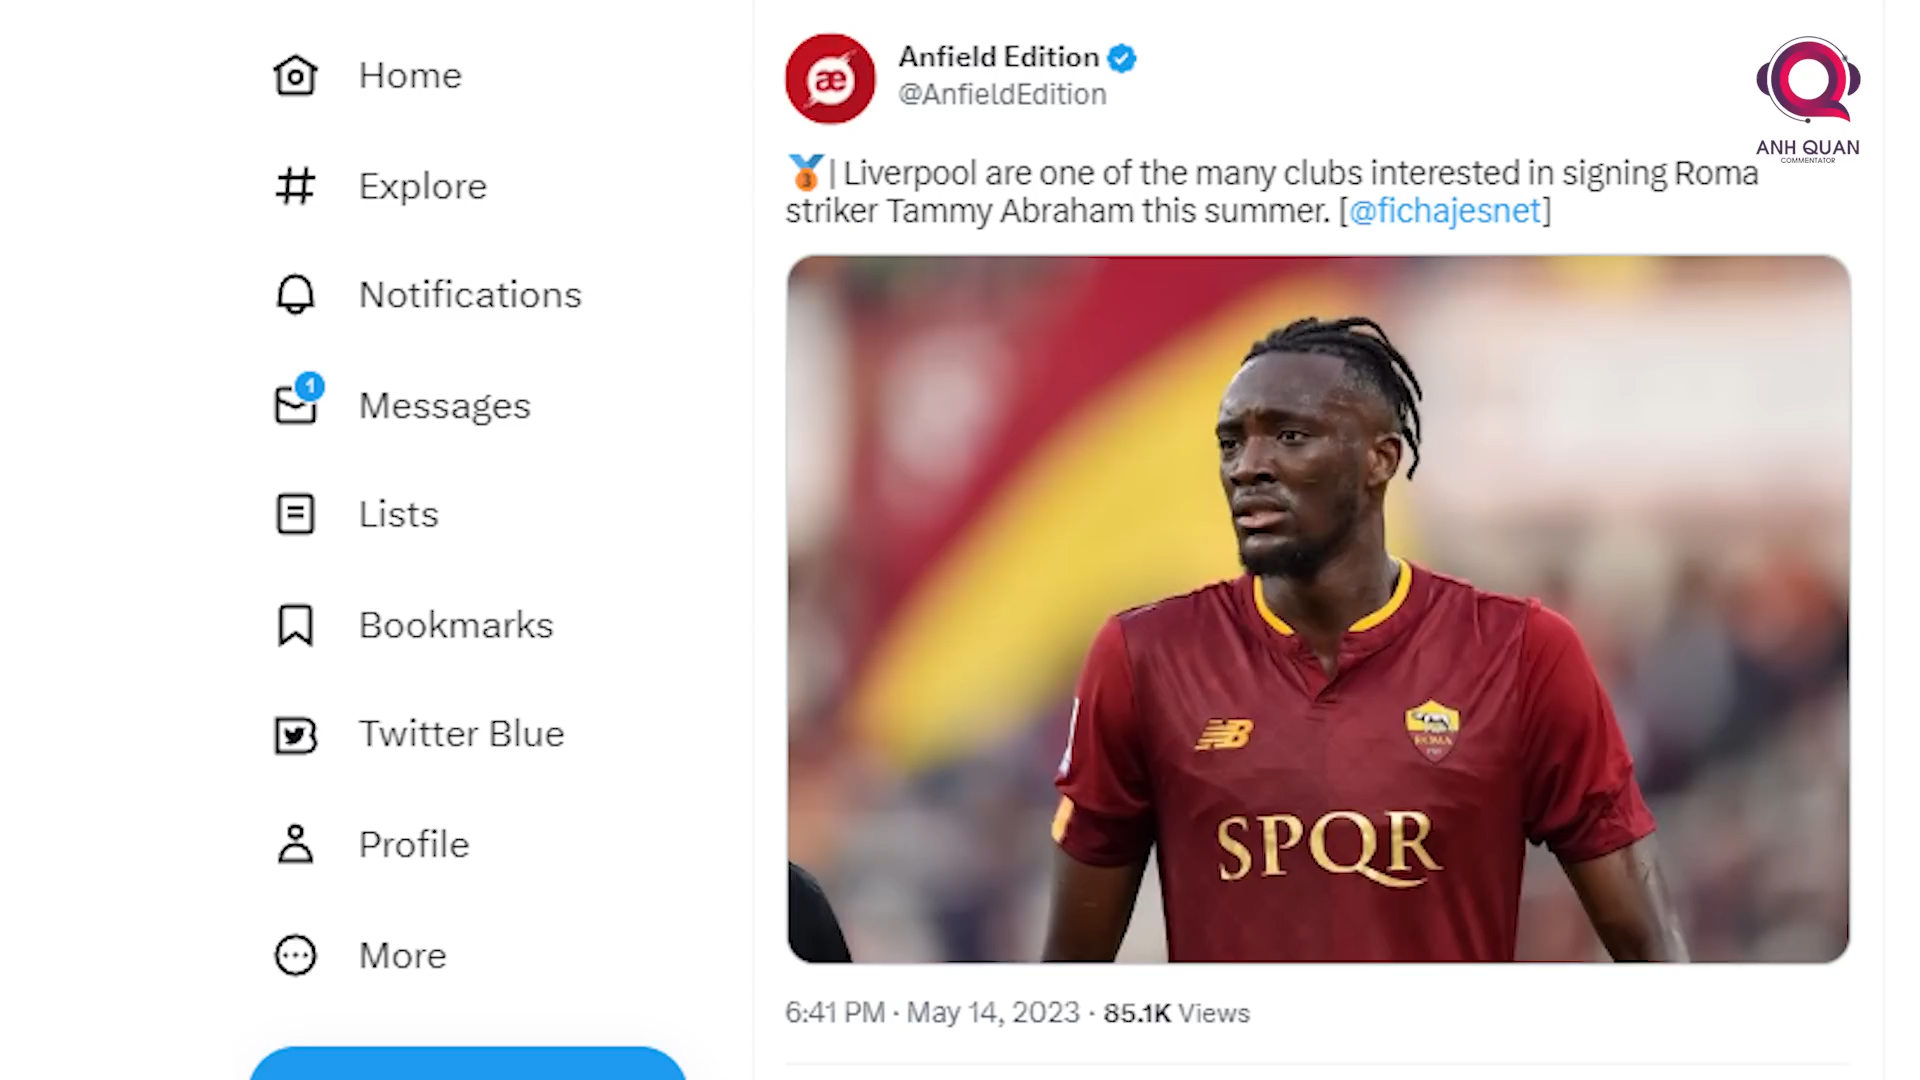 Home
Explore
Notifications
1
Messages
Lists
Bookmarks
Twitter Blue
Profile
More
æ
Anfield Edition
@AnfieldEdition
ANH QUAN
COMMENTATOR
3 | Liverpool are one of the many clubs interested in signing Roma
striker Tammy Abraham this summer. [@fichajesnet]
NB
ROMA
SPQR
6:41 PM · May 14, 2023 · 85.1K Views